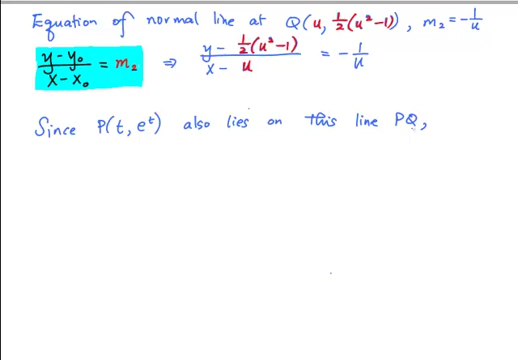 Equation of normal line at Q(u, 1/2(u²-1)), m₂ = -1/u
(y - y₀)/(x - x₀) = m₂ ⇒ (y - 1/2(u²-1))/(x - u) = -1/u
Since P(t, eᵗ) also lies on this line PQ,